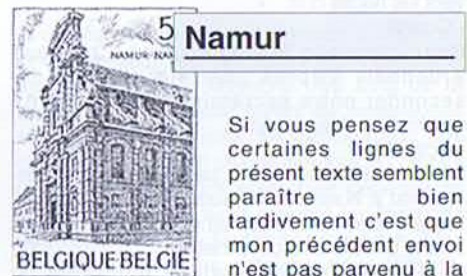 5
Namur
NAMUR-NA
Si vous pensez que
certaines lignes du
présent texte semblent
paraître bien
tardivement c'est que
mon précédent envoi
n'est pas parvenu à la
BELGIQUE·BELGIE